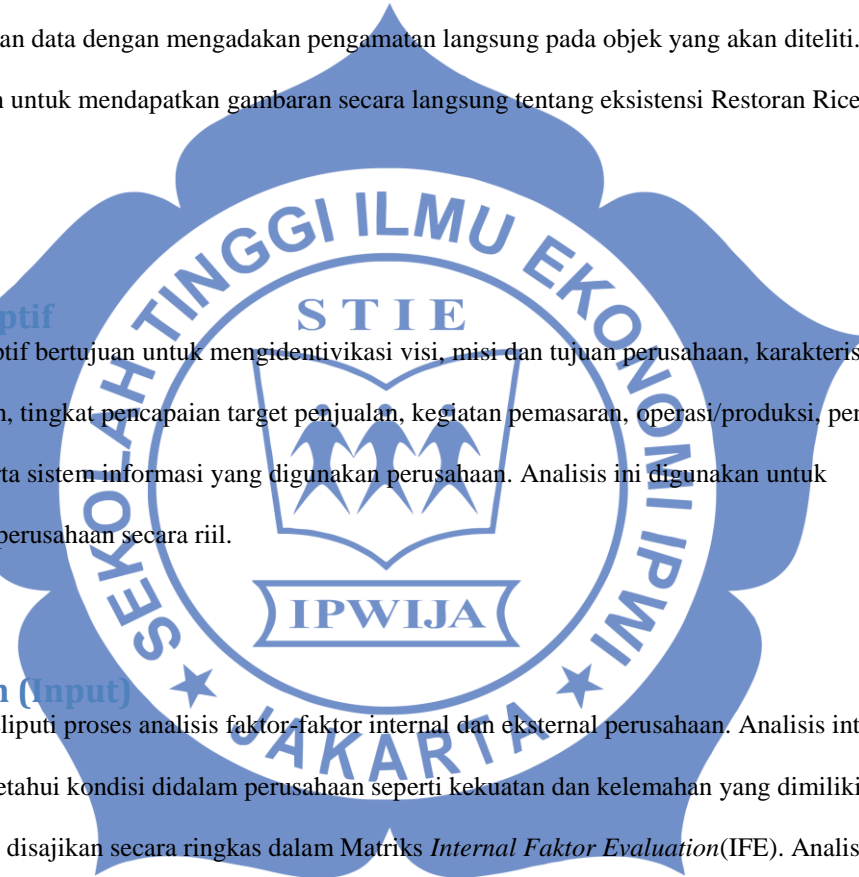 an data dengan mengadakan pengamatan langsung pada objek yang akan diteliti.
untuk mendapatkan gambaran secara langsung tentang eksistensi Restoran Rice
SEKOLAH TINGGI ILMU EKONOMI IPWI
STIE
ptif
tif bertujuan untuk mengidentivikasi visi, misi dan tujuan perusahaan, karakteris
n, tingkat pencapaian target penjualan, kegiatan pemasaran, operasi/produksi, per
rta sistem informasi yang digunakan perusahaan. Analisis ini digunakan untuk
perusahaan secara riil.
IPWIJA
n (Input)
liputi proses analisis faktor-faktor internal dan eksternal perusahaan. Analisis int
JAKARTA
etahui kondisi didalam perusahaan seperti kekuatan dan kelemahan yang dimiliki
disajikan secara ringkas dalam Matriks Internal Faktor Evaluation(IFE). Analis